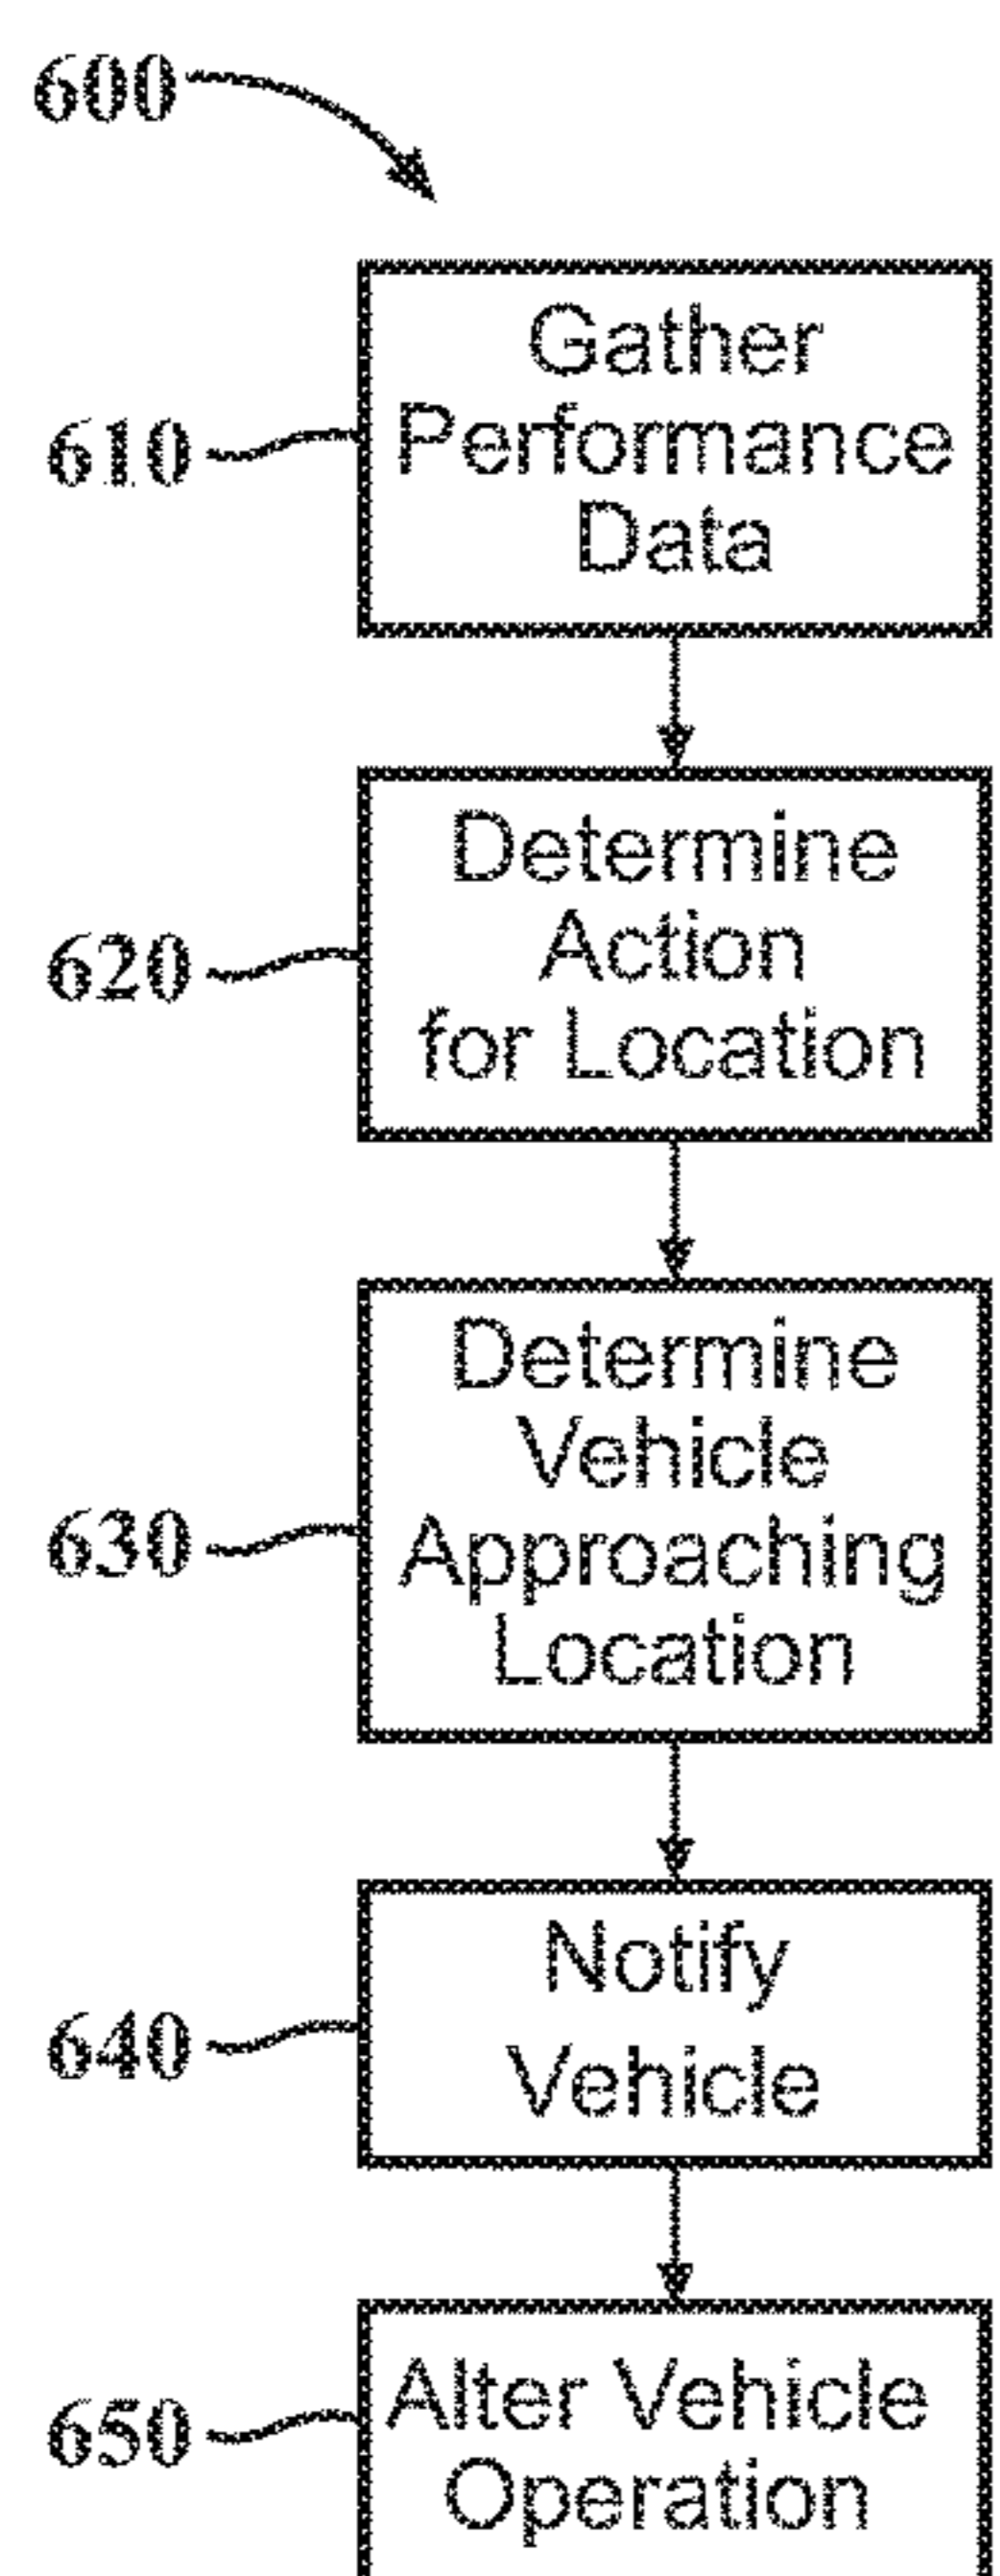 600
Gather
610
Performance
Data
Determine
620
Action
for Location
Determine
Vehicle
630
Approaching
Location
Notify
640
Vehicle
650
Alter Vehicle
Operation